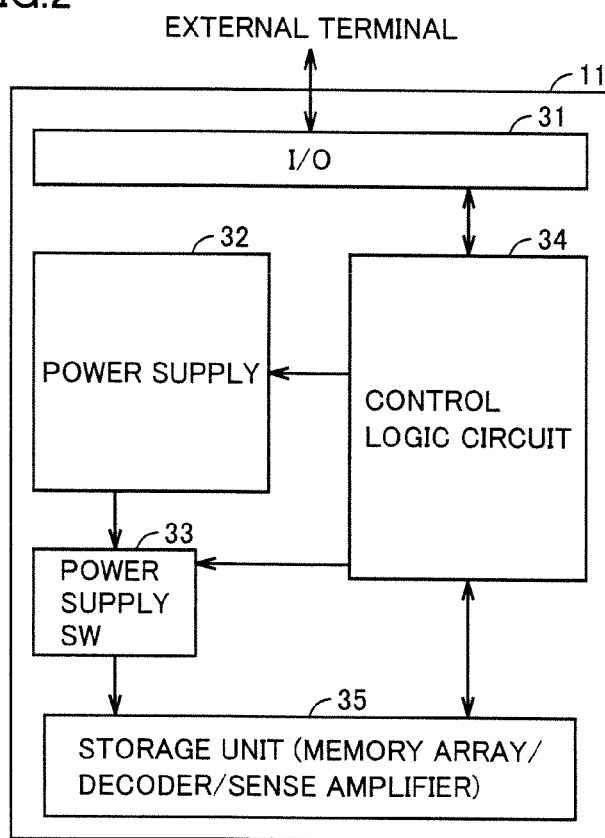 FIG.2
EXTERNAL TERMINAL
11
31
I/O
32
34
POWER SUPPLY
CONTROL
LOGIC CIRCUIT
33
POWER
SUPPLY
SW
35
STORAGE UNIT (MEMORY ARRAY/
DECODER/SENSE AMPLIFIER)